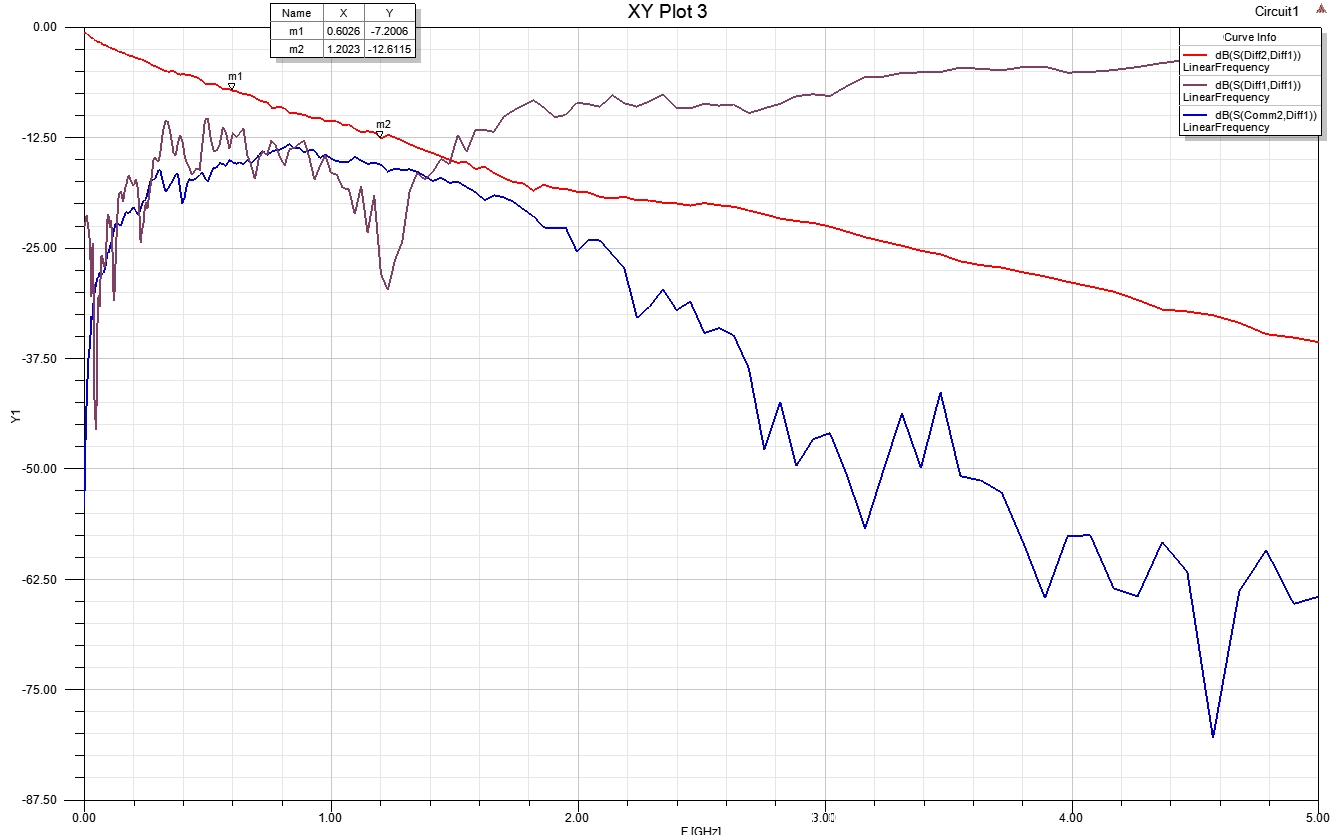 XY Plot 3
Circuit1
Name X Y
m1 0.6026 -7.2006
m2 1.2023 -12.6115
Curve Info
dB(S(Diff2,Diff1))
LinearFrequency
dB(S(Diff1,Diff1))
LinearFrequency
dB(S(Comm2,Diff1))
LinearFrequency
m1
m2
0.00
-12.50
-25.00
-37.50
-50.00
-62.50
-75.00
-87.50
Y1
0.00 1.00 2.00 3.00 4.00 5.00
F [GHz]